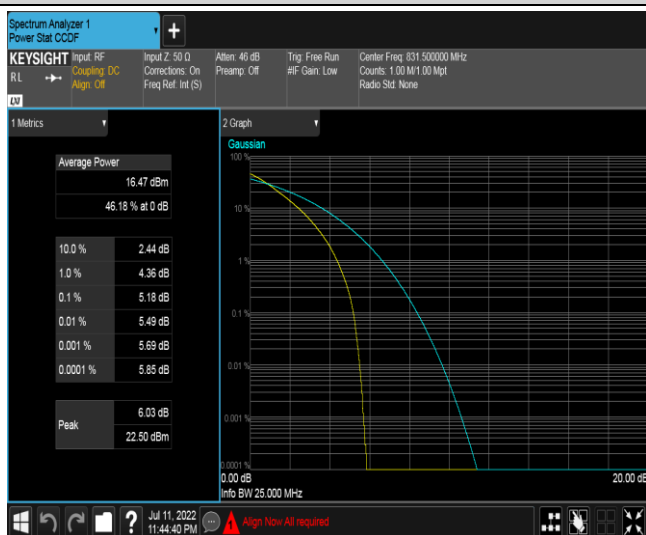 Spectrum Analyzer 1
Power Stat CCDF
+
KEYSIGHT
RL
LXI
Input: RF
Coupling: DC
Align: Off
Input Z: 50 Ω
Corrections: On
Freq Ref: Int (S)
Atten: 46 dB
Preamp: Off
Trig: Free Run
#IF Gain: Low
Center Freq: 831.500000 MHz
Counts: 1.00 M/1.00 Mpt
Radio Std: None
1 Metrics
Average Power
16.47 dBm
46.18 % at 0 dB
10.0 % 2.44 dB
1.0 % 4.36 dB
0.1 % 5.18 dB
0.01 % 5.49 dB
0.001 % 5.69 dB
0.0001 % 5.85 dB
Peak
6.03 dB
22.50 dBm
2 Graph
Gaussian
100 %
10 %
1 %
0.1 %
0.01 %
0.001 %
0.0001 %
0.00 dB
20.00 dB
Info BW 25.000 MHz
?
Jul 11, 2022
11:44:40 PM
Align Now All required